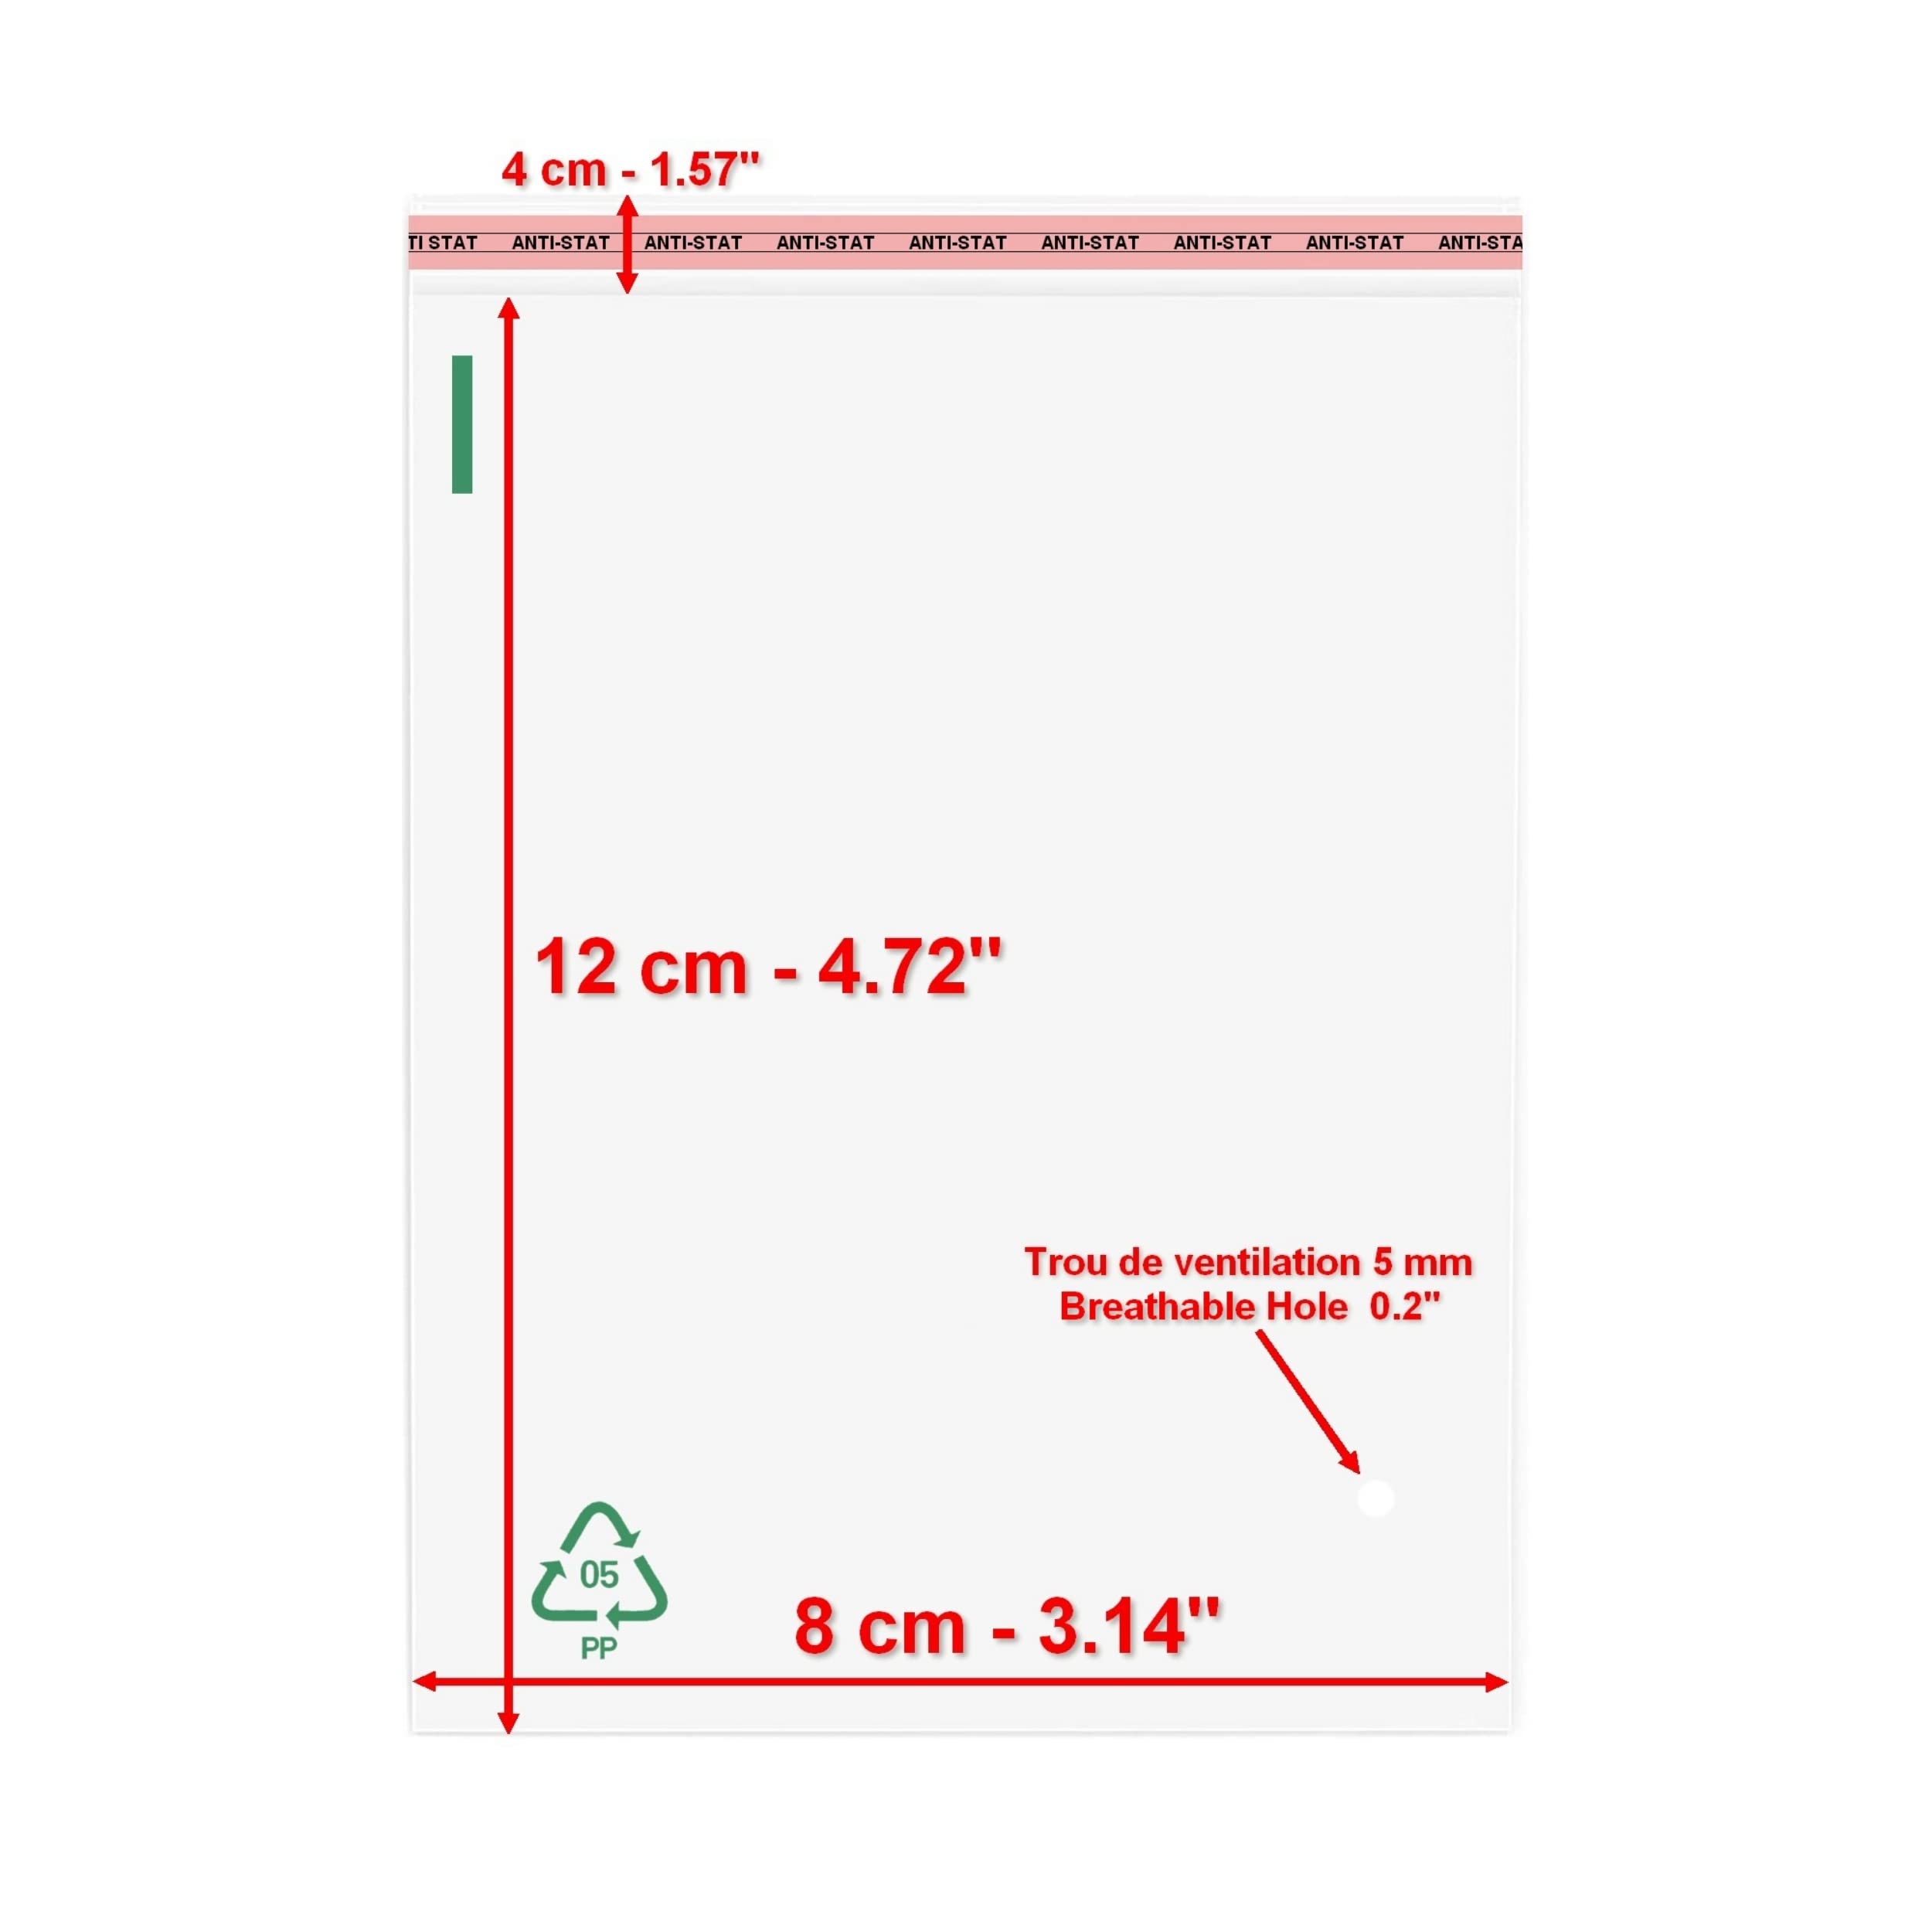 4 cm - 1.57"
TI STAT ANTI-STAT ANTI-STAT ANTI-STAT ANTI-STAT ANTI-STAT ANTI-STAT ANTI-STAT ANTI-STA
12 cm - 4.72"
Trou de ventilation 5 mm
Breathable Hole 0.2"
05
PP
8 cm - 3.14"